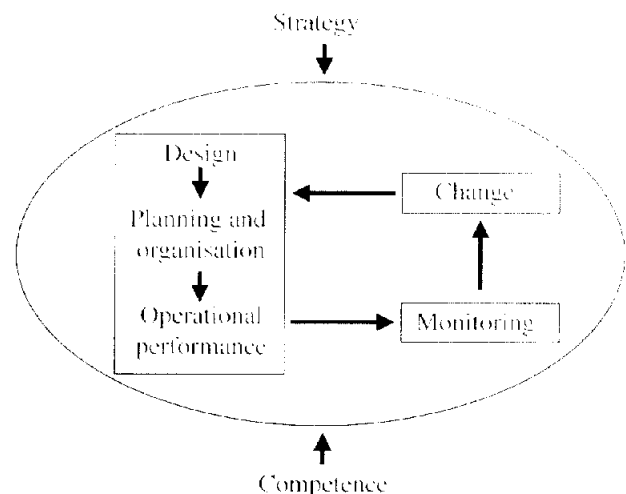 Strategy
Design
Planning and
organisation
Operational
performance
Change
Monitoring
Competence